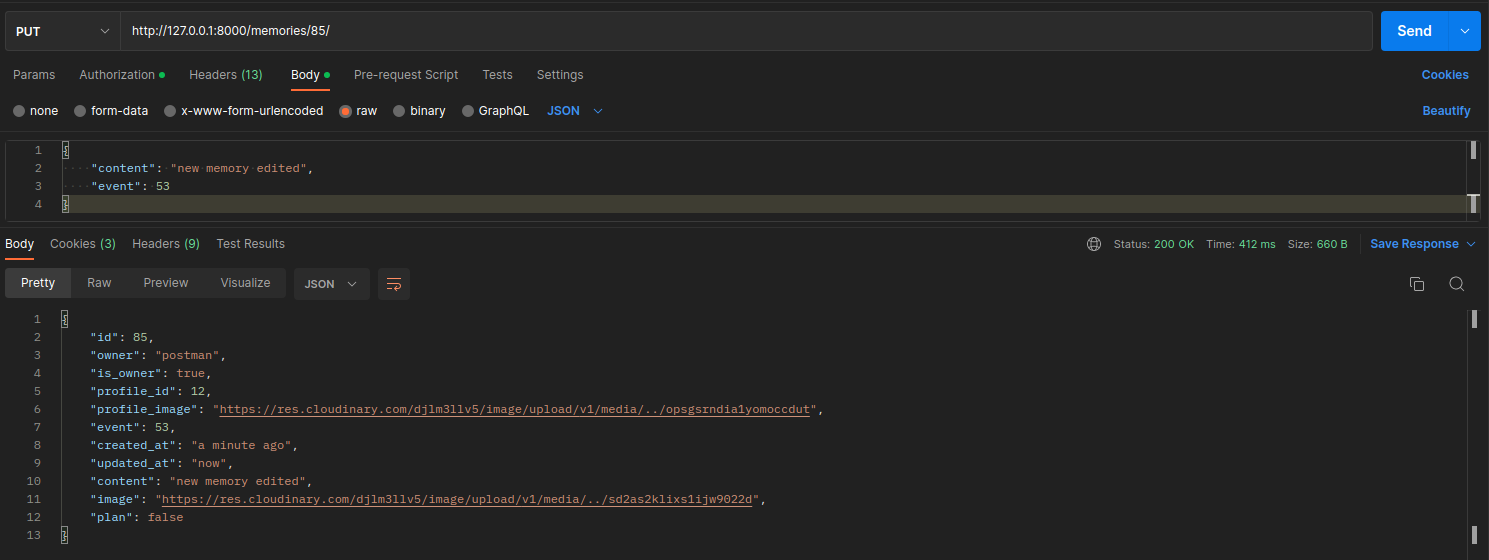 PUT http://127.0.0.1:8000/memories/85/ Send
Params Authorization Headers (13) Body Pre-request Script Tests Settings Cookies
none form-data x-www-form-urlencoded raw binary GraphQL JSON Beautify
1 {
2 "content": "new memory edited",
3 "event": 53
4 }
Body Cookies (3) Headers (9) Test Results Status: 200 OK Time: 412 ms Size: 660 B Save Response
Pretty Raw Preview Visualize JSON
1 {
2 "id": 85,
3 "owner": "postman",
4 "is_owner": true,
5 "profile_id": 12,
6 "profile_image": "https://res.cloudinary.com/djlm3llv5/image/upload/v1/media/../opsgsrndia1yomoccdut",
7 "event": 53,
8 "created_at": "a minute ago",
9 "updated_at": "now",
10 "content": "new memory edited",
11 "image": "https://res.cloudinary.com/djlm3llv5/image/upload/v1/media/../sd2as2klixs1ijw9022d",
12 "plan": false
13 }